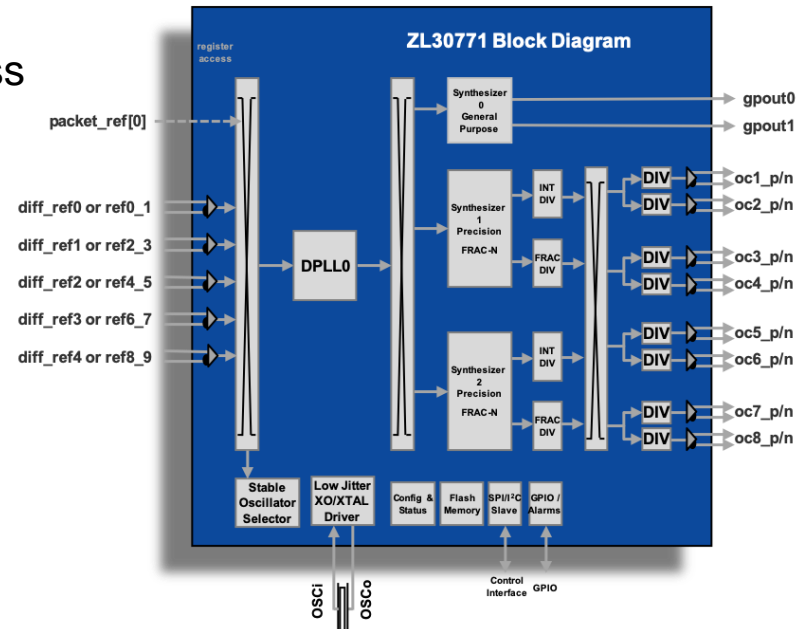 ss
ZL30771 Block Diagram
register
access
packet_ref[0]
diff_ref0 or ref0_1
diff_ref1 or ref2_3
diff_ref2 or ref4_5
diff_ref3 or ref6_7
diff_ref4 or ref8_9
DPLL0
Synthesizer
0
General
Purpose
Synthesizer
1
Precision
FRAC-N
Synthesizer
2
Precision
FRAC-N
INT
DIV
FRAC
DIV
INT
DIV
FRAC
DIV
DIV
DIV
DIV
DIV
DIV
DIV
DIV
DIV
gpout0
gpout1
oc1_p/n
oc2_p/n
oc3_p/n
oc4_p/n
oc5_p/n
oc6_p/n
oc7_p/n
oc8_p/n
Stable
Oscillator
Selector
Low Jitter
XO/XTAL
Driver
Config &
Status
Flash
Memory
SPI/I²C
Slave
GPIO /
Alarms
OSCi
OSCo
Control
Interface
GPIO